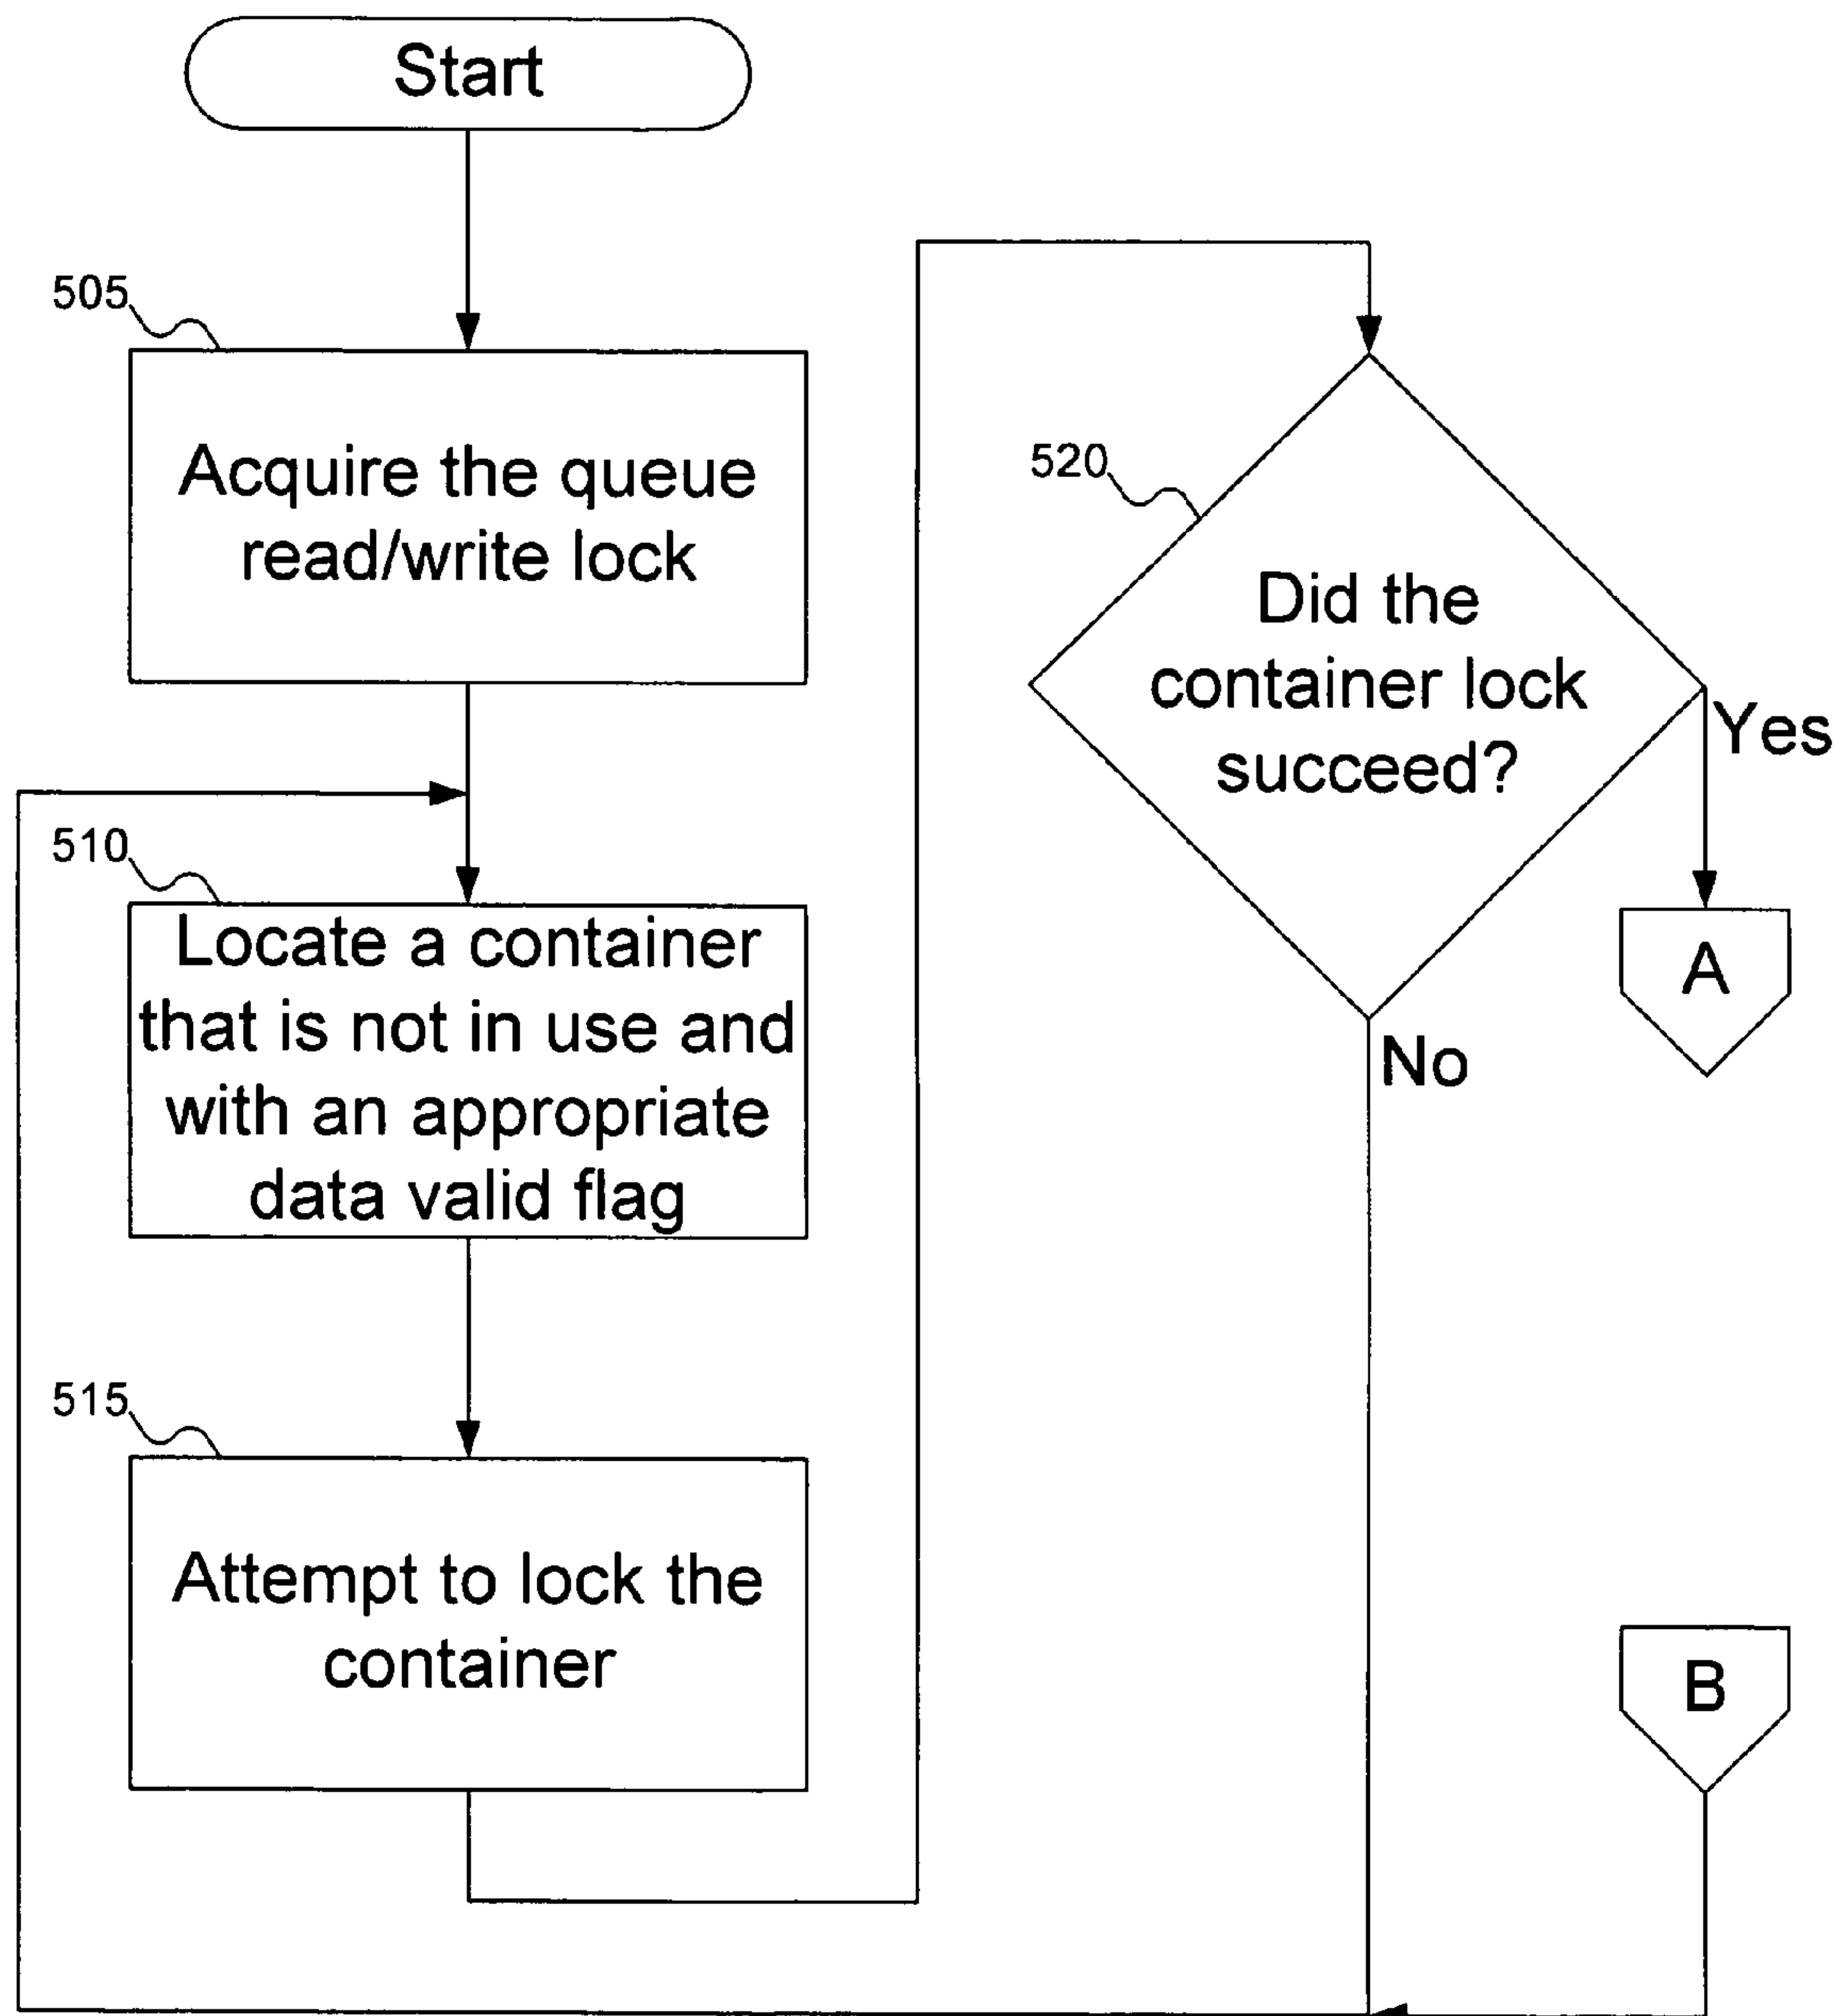 Start
505
Acquire the queue
read/write lock
510
Locate a container
that is not in use and
with an appropriate
data valid flag
515
Attempt to lock the
container
520
Did the
container lock
succeed?
Yes
No
A
B